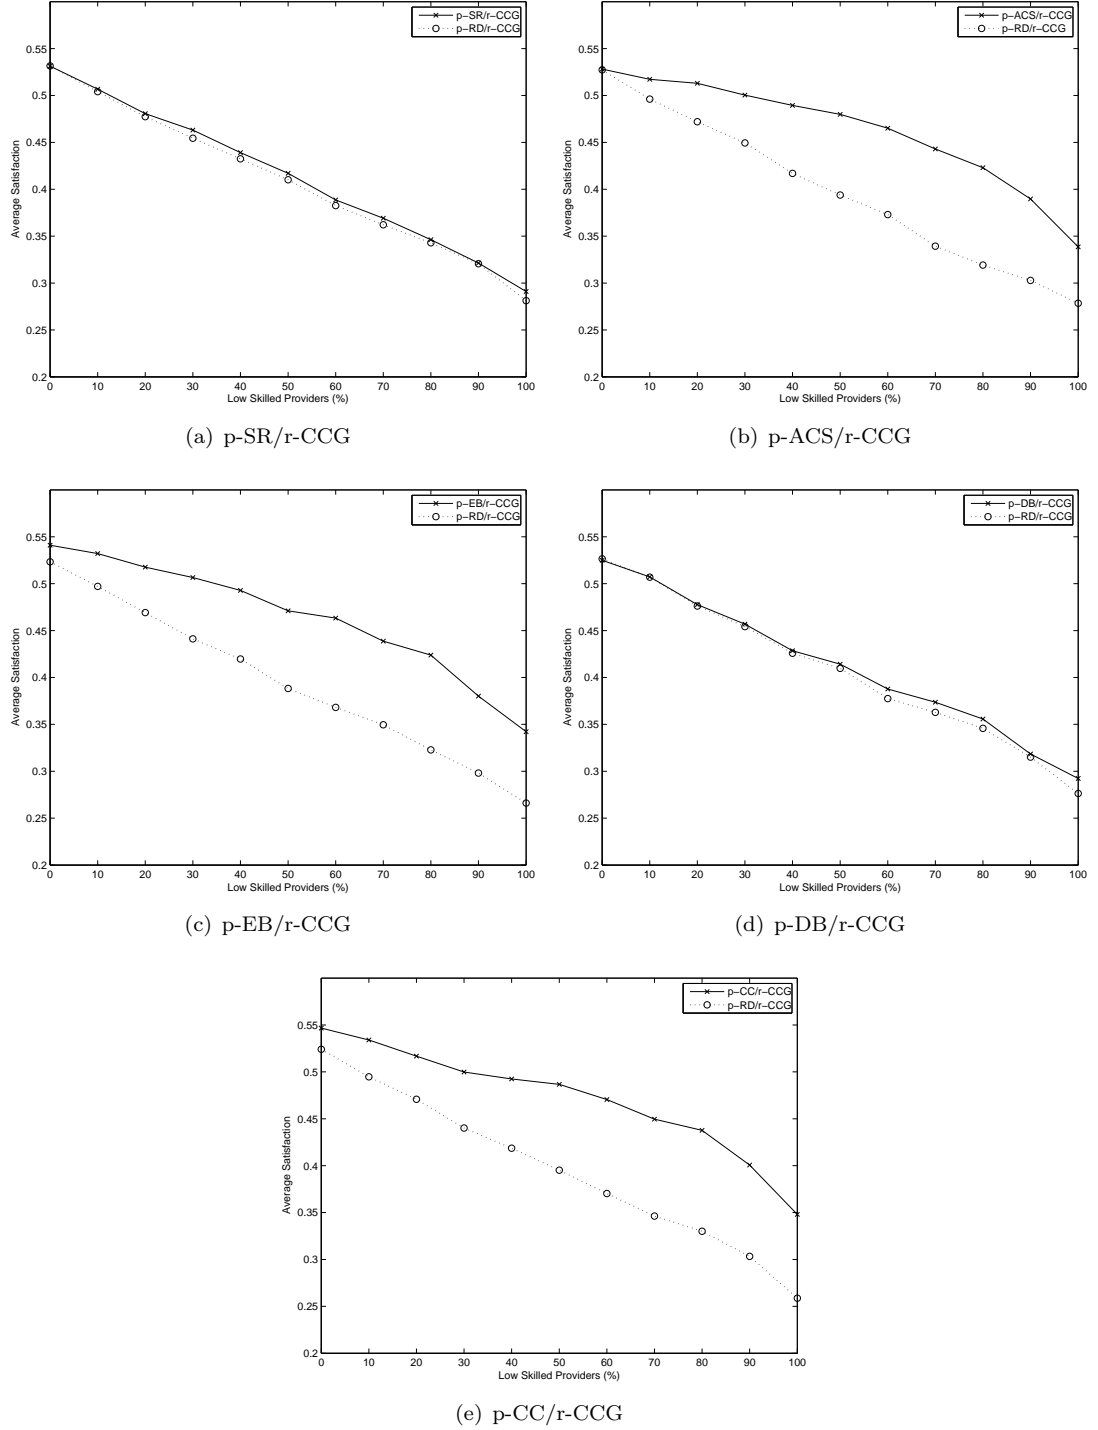 p-SR/r-CCG
p-RD/r-CCG
0.55
0.5
0.45
0.4
0.35
0.3
0.25
0.2
Average Satisfaction
0 10 20 30 40 50 60 70 80 90 100
Low Skilled Providers (%)
(a) p-SR/r-CCG
p-ACS/r-CCG
p-RD/r-CCG
0.55
0.5
0.45
0.4
0.35
0.3
0.25
0.2
Average Satisfaction
0 10 20 30 40 50 60 70 80 90 100
Low Skilled Providers (%)
(b) p-ACS/r-CCG
p-EB/r-CCG
p-RD/r-CCG
0.55
0.5
0.45
0.4
0.35
0.3
0.25
0.2
Average Satisfaction
0 10 20 30 40 50 60 70 80 90 100
Low Skilled Providers (%)
(c) p-EB/r-CCG
p-DB/r-CCG
p-RD/r-CCG
0.55
0.5
0.45
0.4
0.35
0.3
0.25
0.2
Average Satisfaction
0 10 20 30 40 50 60 70 80 90 100
Low Skilled Providers (%)
(d) p-DB/r-CCG
p-CC/r-CCG
p-RD/r-CCG
0.55
0.5
0.45
0.4
0.35
0.3
0.25
0.2
Average Satisfaction
0 10 20 30 40 50 60 70 80 90 100
Low Skilled Providers (%)
(e) p-CC/r-CCG